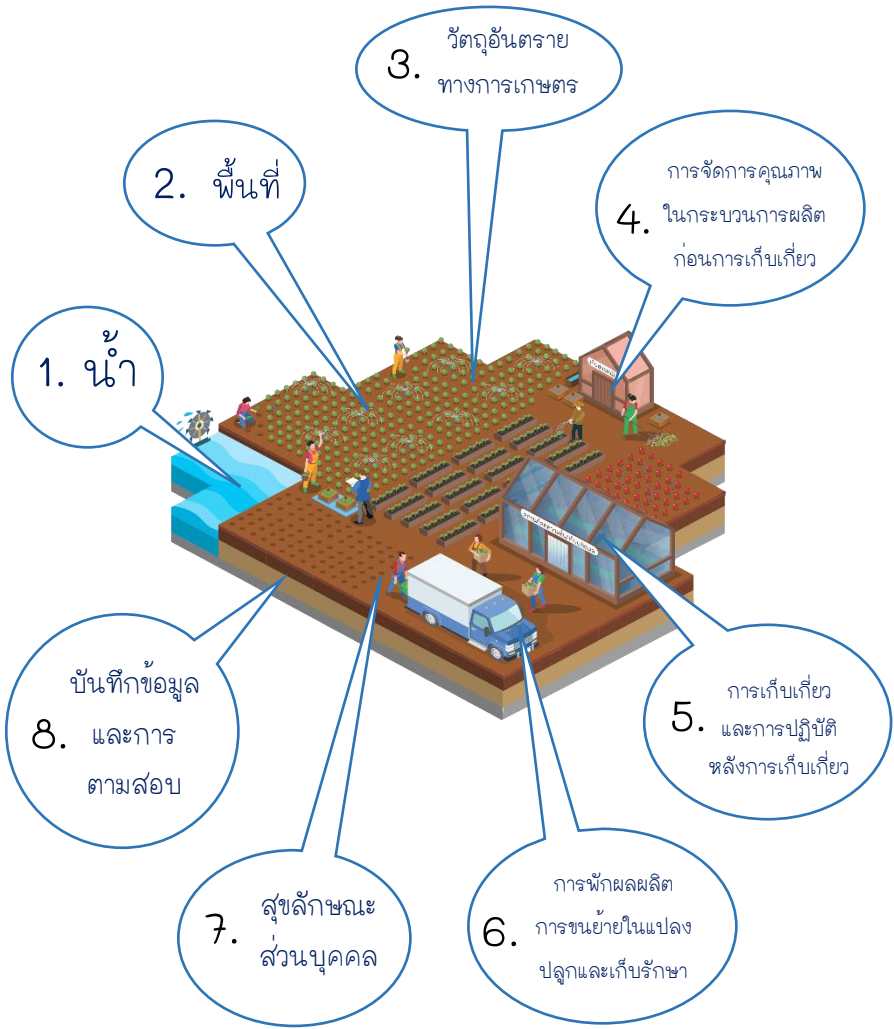 1. น้ำ
2. พื้นที่
3. วัตถุอันตราย
ทางการเกษตร
4. การจัดการคุณภาพ
ในกระบวนการผลิต
ก่อนการเก็บเกี่ยว
5. การเก็บเกี่ยว
และการปฏิบัติ
หลังการเก็บเกี่ยว
6. การพักผลผลิต
การขนย้ายในแปลง
ปลูกและเก็บรักษา
7. สุขลักษณะ
ส่วนบุคคล
8. บันทึกข้อมูล
และการ
ตามสอบ